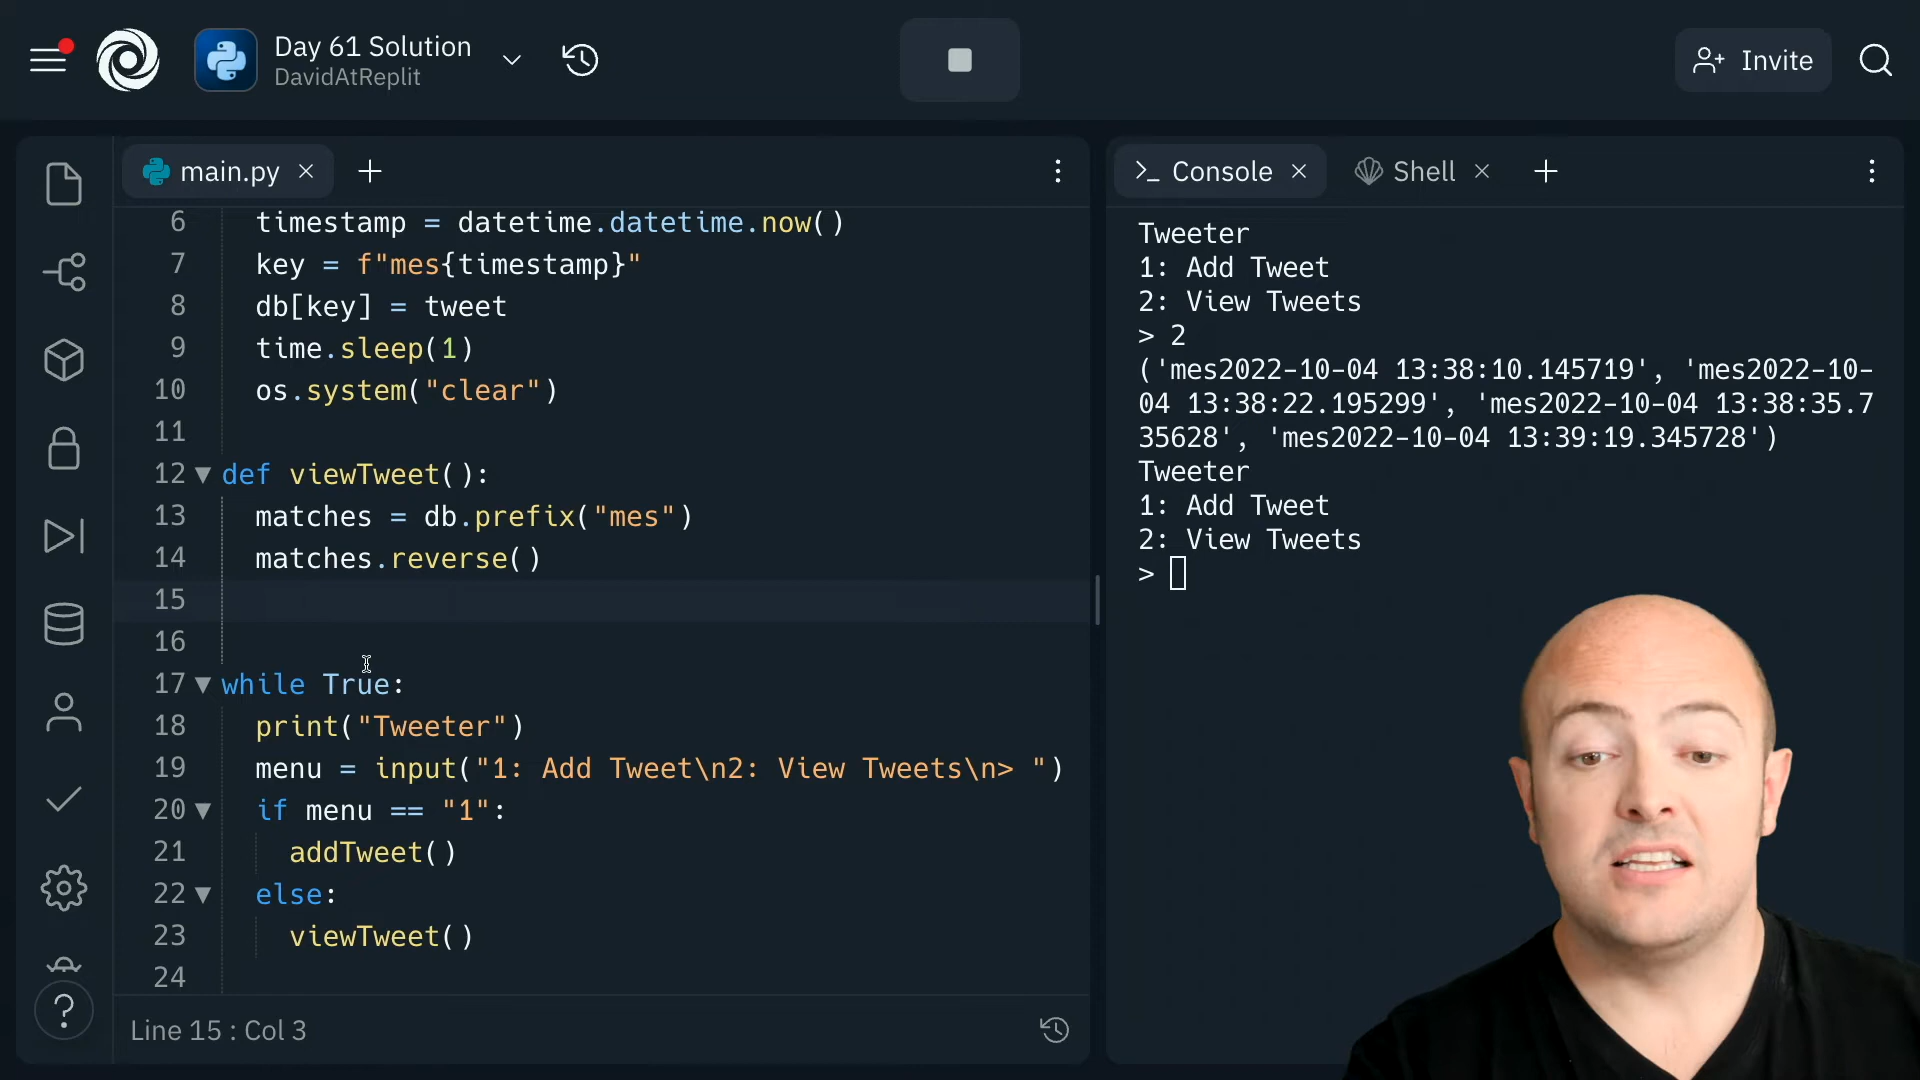 Day 61 Solution
DavidAtReplit
Invite
main.py
6 timestamp = datetime.datetime.now()
7 key = f"mes{timestamp}"
8 db[key] = tweet
9 time.sleep(1)
10 os.system("clear")
11
12 def viewTweet():
13 matches = db.prefix("mes")
14 matches.reverse()
15
16
17 while True:
18 print("Tweeter")
19 menu = input("1: Add Tweet\n2: View Tweets\n> ")
20 if menu == "1":
21 addTweet()
22 else:
23 viewTweet()
24
Line 15 : Col 3
>_ Console
Shell
Tweeter
1: Add Tweet
2: View Tweets
> 2
('mes2022-10-04 13:38:10.145719', 'mes2022-10-
04 13:38:22.195299', 'mes2022-10-04 13:38:35.7
35628', 'mes2022-10-04 13:39:19.345728')
Tweeter
1: Add Tweet
2: View Tweets
>